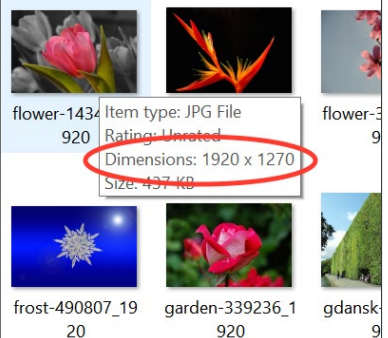 flower-1434
920
flower-3
9
Item type: JPG File
Rating: Unrated
Dimensions: 1920 x 1270
Size: 437 KB
frost-490807_19
20
garden-339236_1
920
gdansk-
9